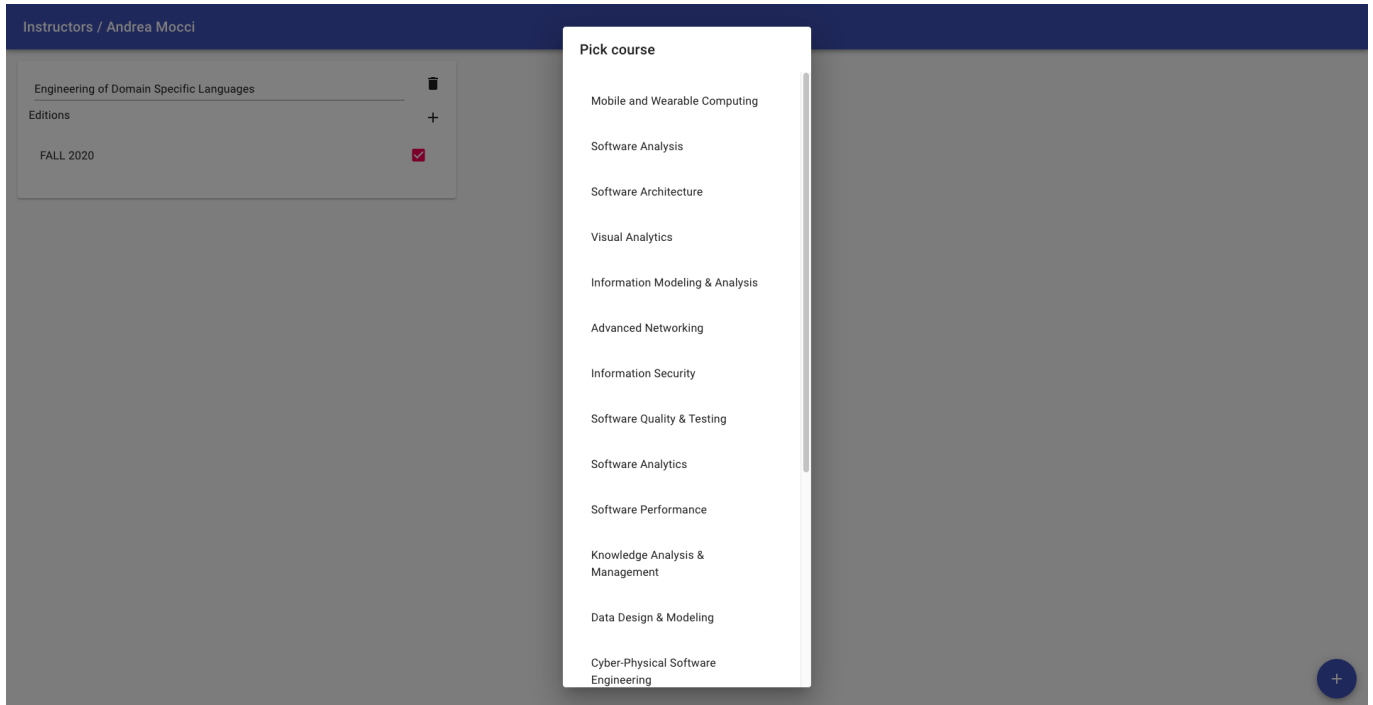 Instructors / Andrea Mocci
Engineering of Domain Specific Languages
Editions
FALL 2020
Pick course
Mobile and Wearable Computing
Software Analysis
Software Architecture
Visual Analytics
Information Modeling & Analysis
Advanced Networking
Information Security
Software Quality & Testing
Software Analytics
Software Performance
Knowledge Analysis &
Management
Data Design & Modeling
Cyber-Physical Software
Engineering